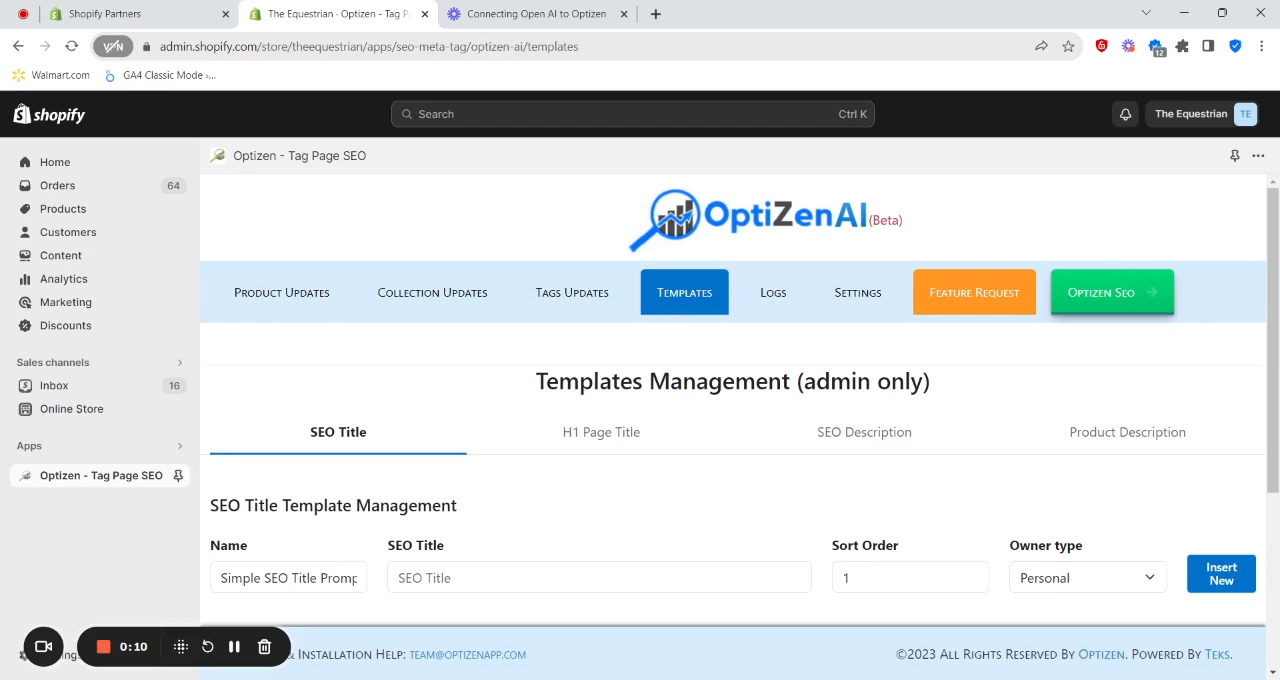 Shopify Partners
The Equestrian · Optizen - Tag P
Connecting Open AI to Optizen
V/N
admin.shopify.com/store/theequestrian/apps/seo-meta-tag/optizen-ai/templates
12
Walmart.com
GA4 Classic Mode ›...
shopify
Search
Ctrl K
The Equestrian
TE
Home
Orders
64
Products
Customers
Content
Analytics
Marketing
Discounts
Sales channels
Inbox
16
Online Store
Apps
Optizen - Tag Page SEO
Optizen - Tag Page SEO
OptiZenAI (Beta)
Product Updates
Collection Updates
Tags Updates
Templates
Logs
Settings
Feature Request
Optizen Seo
Templates Management (admin only)
SEO Title
H1 Page Title
SEO Description
Product Description
SEO Title Template Management
Name
SEO Title
Sort Order
Owner type
Simple SEO Title Promp
SEO Title
1
Personal
Insert
New
0:10
& Installation Help: team@optizenapp.com
©2023 All Rights Reserved By Optizen. Powered By Teks.